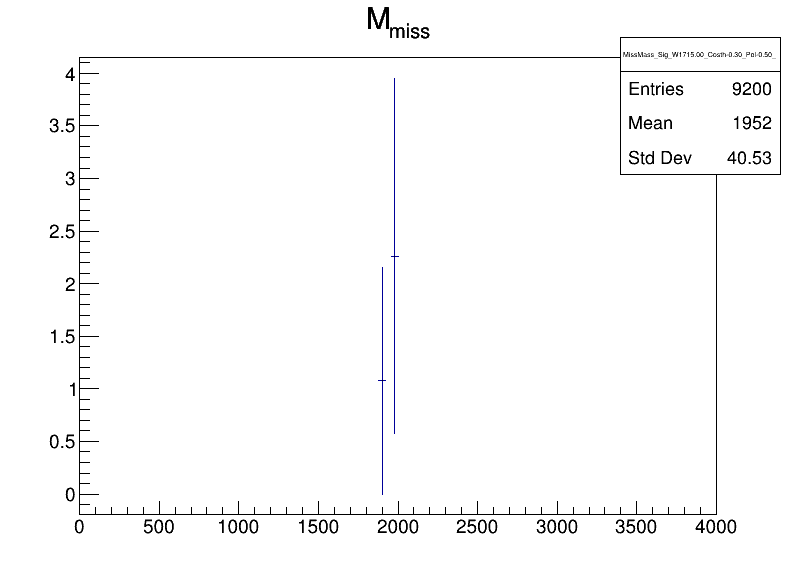 M_miss
MissMass_Sig_W1715.00_Costh-0.30_Pol-0.50_
Entries 9200
Mean 1952
Std Dev 40.53
4
3.5
3
2.5
2
1.5
1
0.5
0
0 500 1000 1500 2000 2500 3000 3500 4000